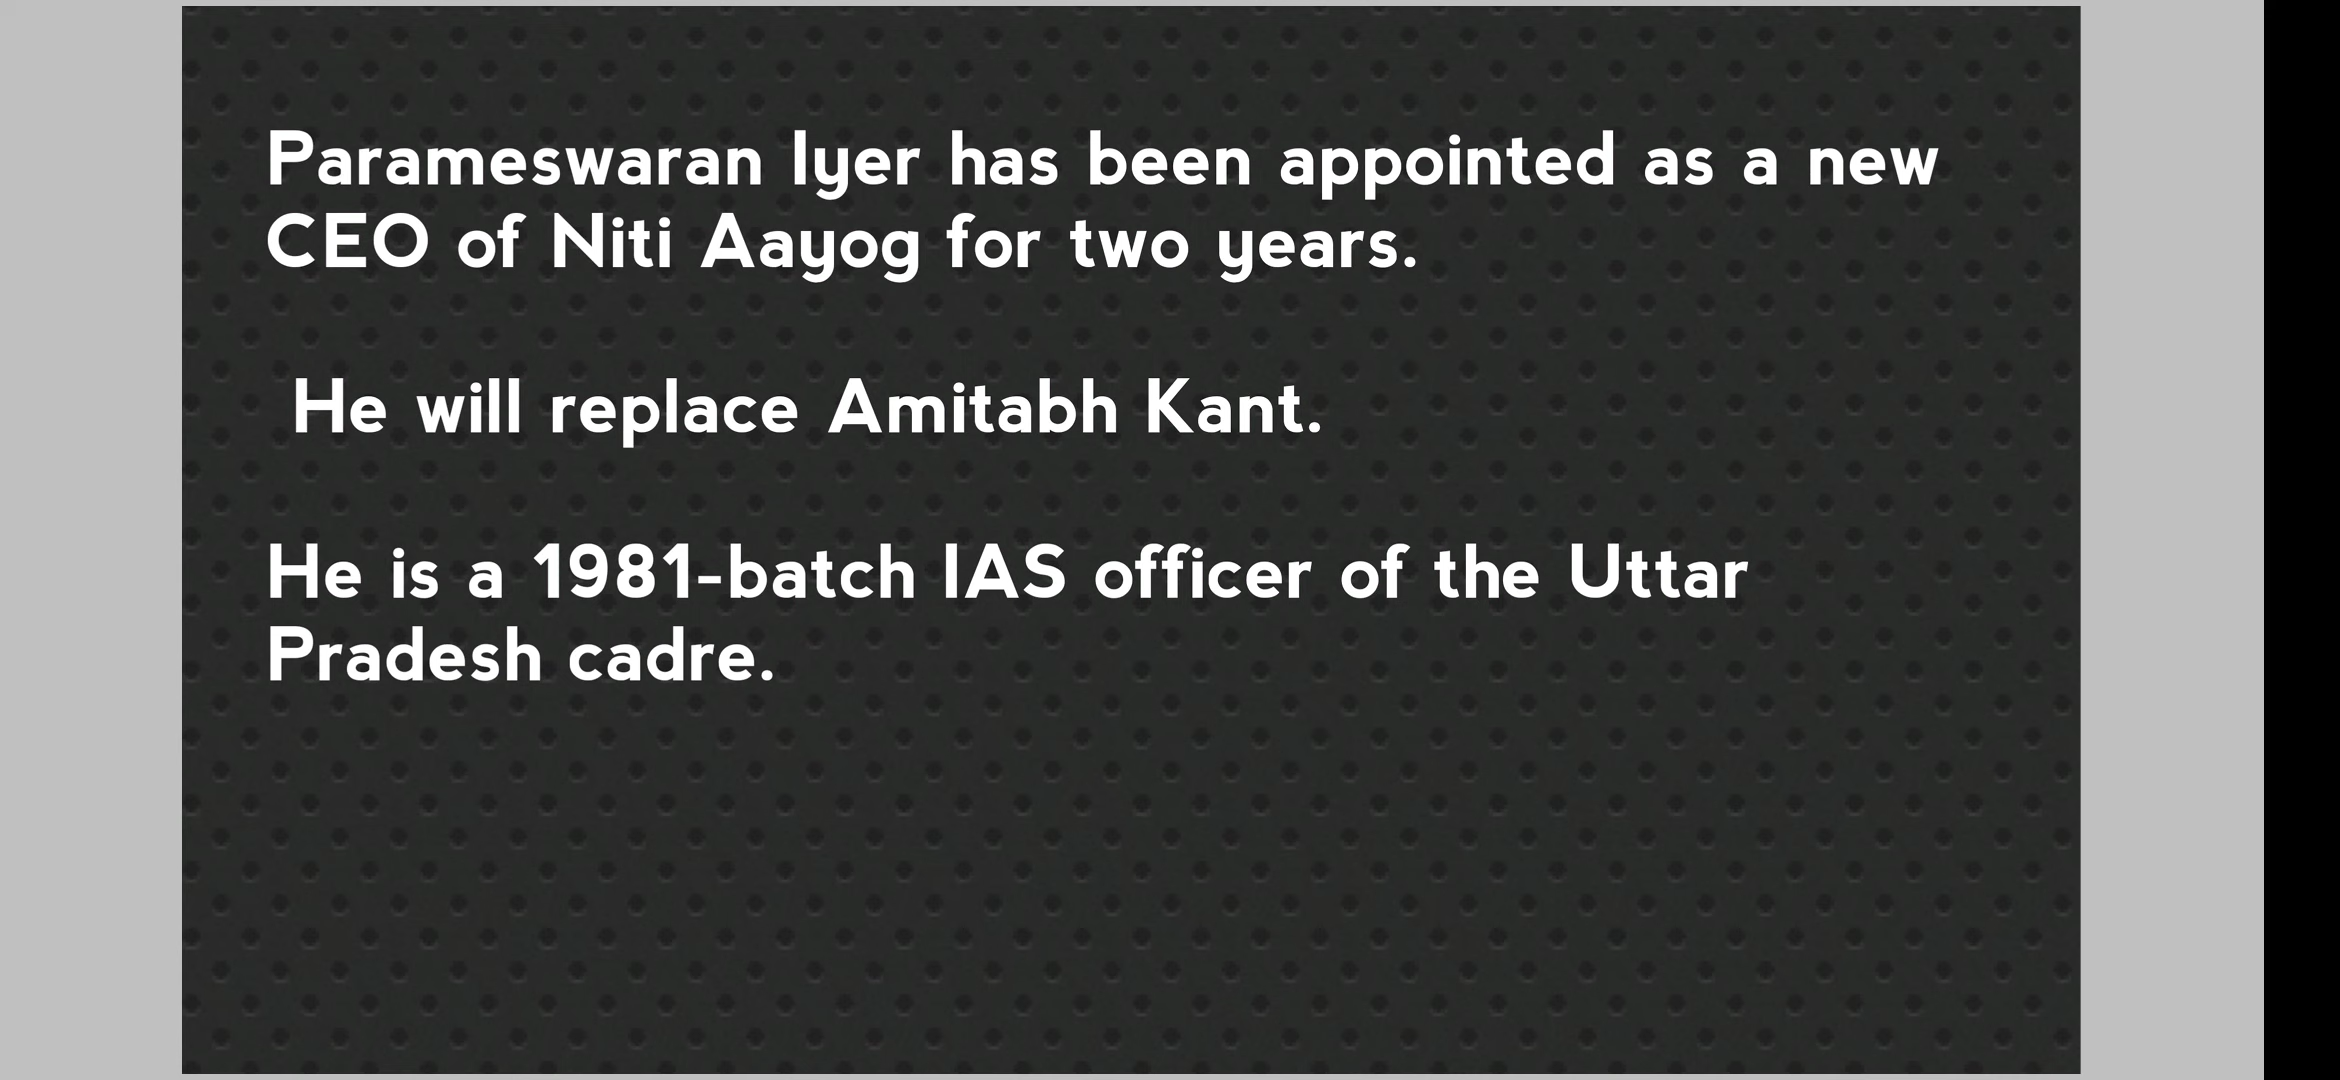 Parameswaran Iyer has been appointed as a new
CEO of Niti Aayog for two years.
He will replace Amitabh Kant.
He is a 1981-batch IAS officer of the Uttar
Pradesh cadre.